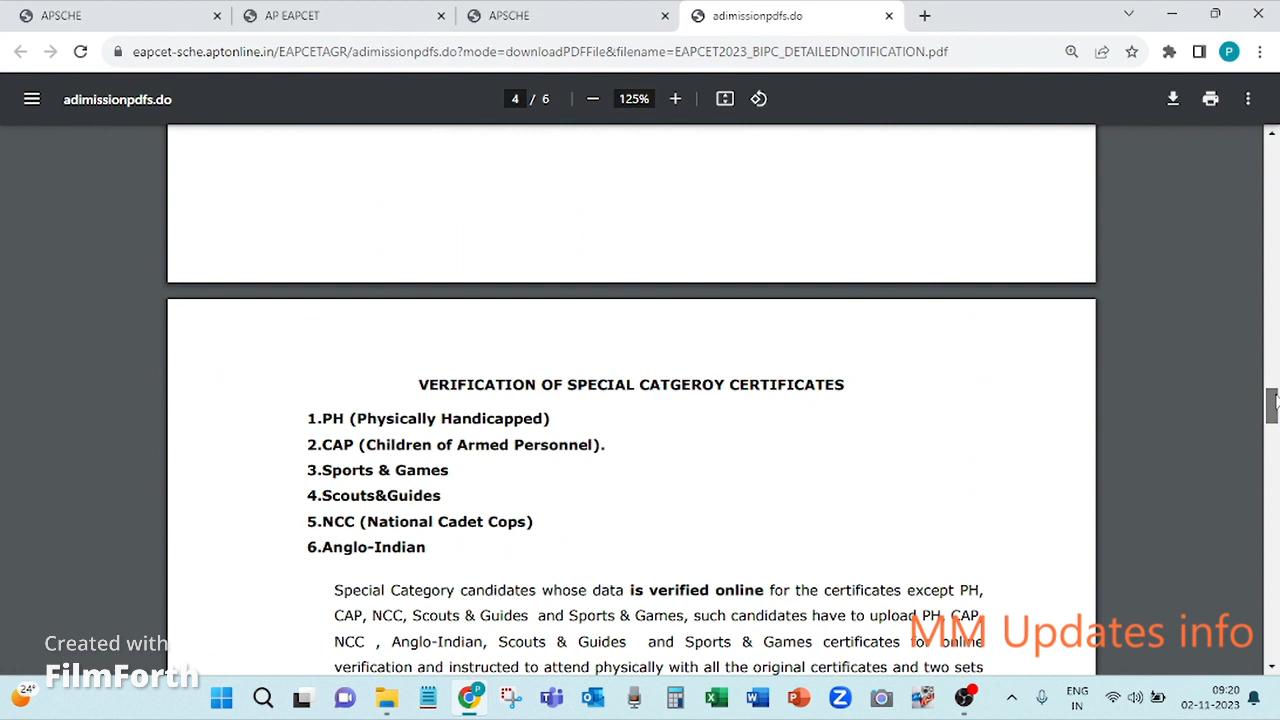 APSCHE
AP EAPCET
APSCHE
adimissionpdfs.do
eapcet-sche.aptonline.in/EAPCETAGR/adimissionpdfs.do?mode=downloadPDFFile&filename=EAPCET2023_BIPC_DETAILEDNOTIFICATION.pdf
P
adimissionpdfs.do
4 / 6
125%
VERIFICATION OF SPECIAL CATGEROY CERTIFICATES
1.PH (Physically Handicapped)
2.CAP (Children of Armed Personnel).
3.Sports & Games
4.Scouts&Guides
5.NCC (National Cadet Cops)
6.Anglo-Indian
Special Category candidates whose data is verified online for the certificates except PH,
CAP, NCC, Scouts & Guides and Sports & Games, such candidates have to upload PH, CAP,
NCC , Anglo-Indian, Scouts & Guides and Sports & Games certificates for online
verification and instructed to attend physically with all the original certificates and two sets
MM Updates info
Created with
FilmForth
24°
P
ENG
IN
09:20
02-11-2023